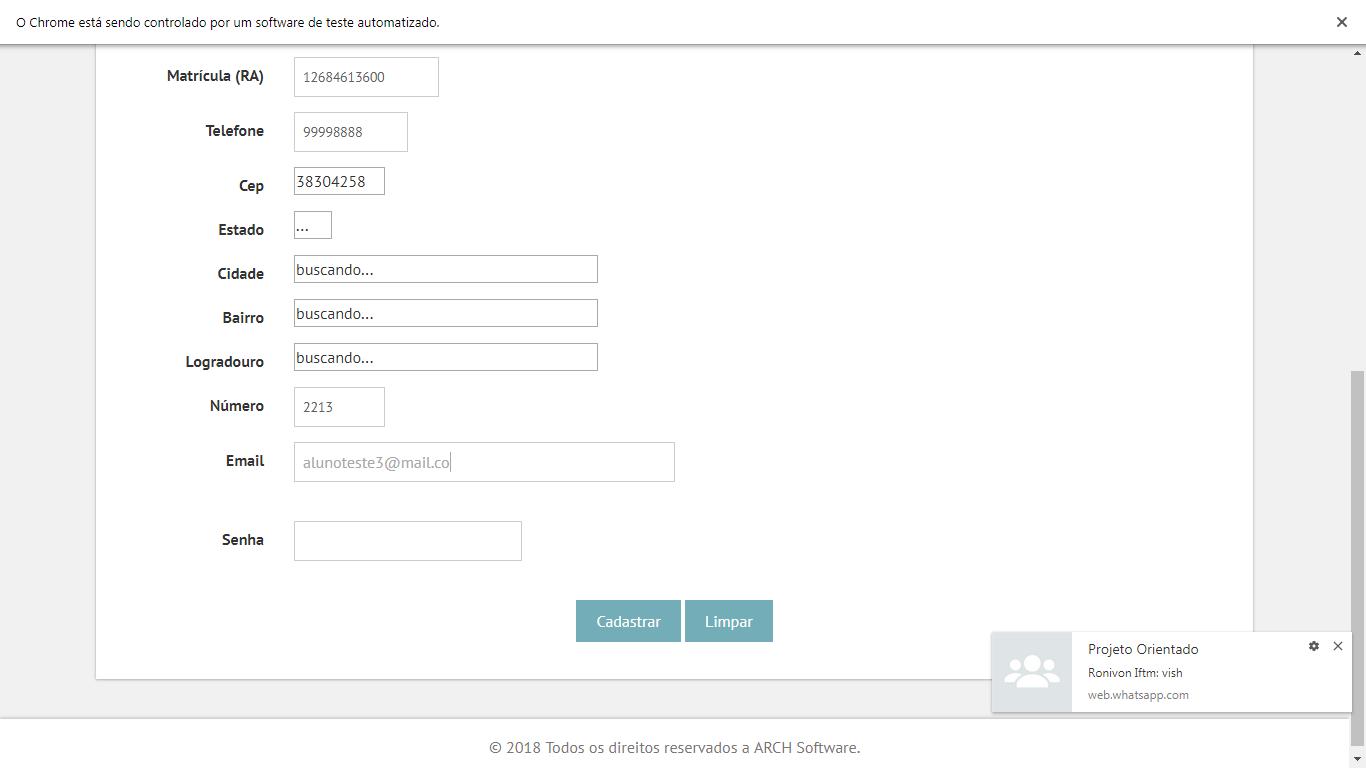 O Chrome está sendo controlado por um software de teste automatizado.
Matrícula (RA) 12684613600
Telefone 99998888
Cep 38304258
Estado ...
Cidade buscando...
Bairro buscando...
Logradouro buscando...
Número 2213
Email alunoteste3@mail.co
Senha
Cadastrar Limpar
Projeto Orientado
Ronivon Iftm: vish
web.whatsapp.com
© 2018 Todos os direitos reservados a ARCH Software.